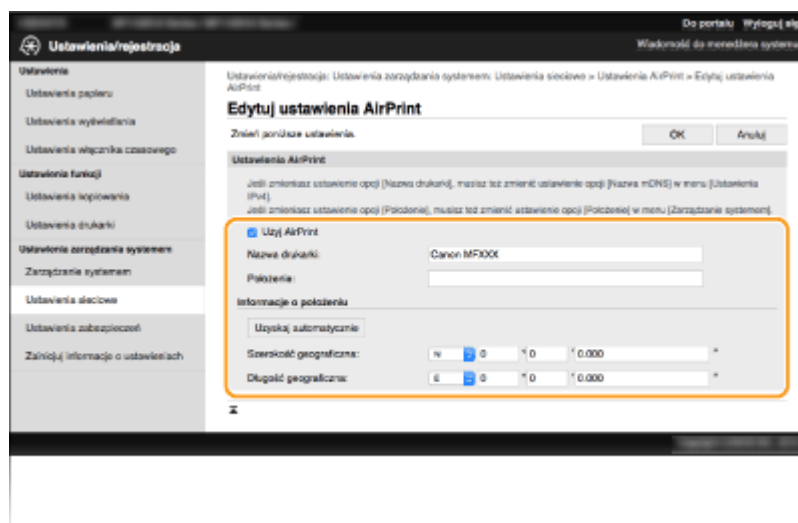 Do portalu Wyloguj się
Ustawienia/rejestracja
Wiadomość do menedżera systemu
Ustawienia
Ustawienia papieru
Ustawienia wyświetlania
Ustawienia włącznika czasowego
Ustawienia funkcji
Ustawienia kopiowania
Ustawienia drukarki
Ustawienia zarządzania systemem
Zarządzanie systemem
Ustawienia sieciowe
Ustawienia zabezpieczeń
Zainicjuj informacje o ustawieniach
Ustawienia/rejestracja: Ustawienia zarządzania systemem: Ustawienia sieciowe > Ustawienia AirPrint > Edytuj ustawienia
AirPrint
Edytuj ustawienia AirPrint
Zmień poniższe ustawienia.
OK Anuluj
Ustawienia AirPrint
Jeśli zmieniasz ustawienie opcji [Nazwa drukarki], musisz też zmienić ustawienie opcji [Nazwa mDNS] w menu [Ustawienia
IPv4].
Jeśli zmieniasz ustawienie opcji [Położenie], musisz też zmienić ustawienie opcji [Położenie] w menu [Zarządzanie systemem].
Użyj AirPrint
Nazwa drukarki: Canon MFXXX
Położenie:
Informacje o położeniu
Uzyskaj automatycznie
Szerokość geograficzna: N 0 ° 0 ' 0.000 "
Długość geograficzna: E 0 ° 0 ' 0.000 "